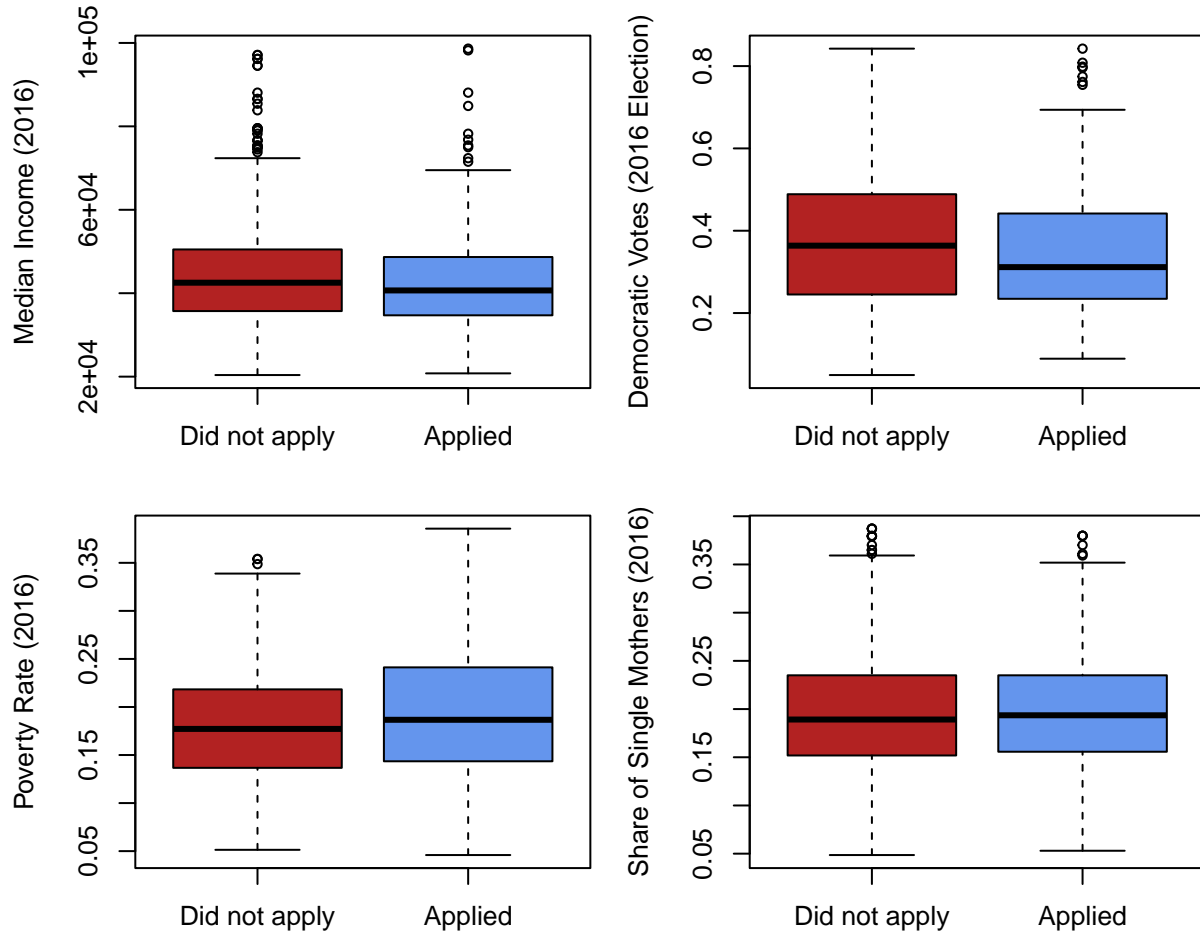 Median Income (2016)
1e+05
6e+04
2e+04
Did not apply
Applied
Democratic Votes (2016 Election)
0.8
0.6
0.4
0.2
Did not apply
Applied
Poverty Rate (2016)
0.35
0.25
0.15
0.05
Did not apply
Applied
Share of Single Mothers (2016)
0.35
0.25
0.15
0.05
Did not apply
Applied